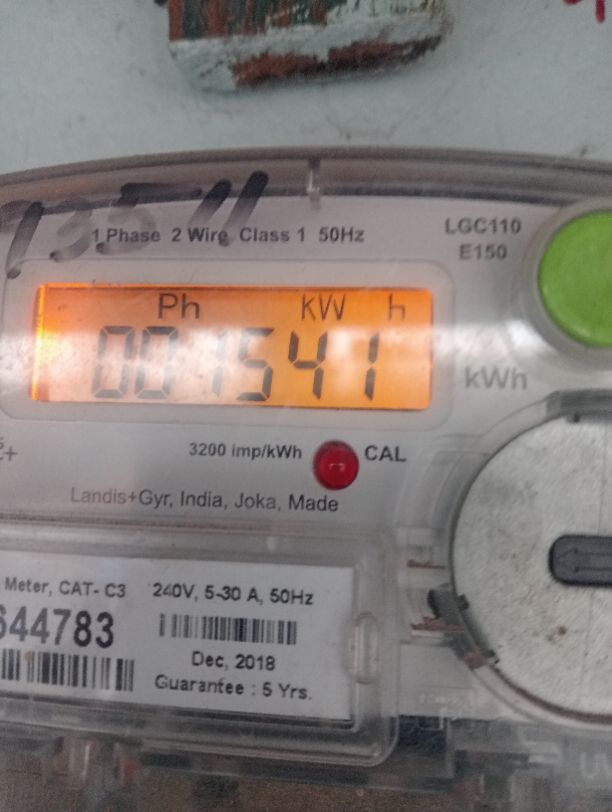 1 Phase 2 Wire Class 1 50Hz
LGC110
E150
Ph kW h
001541
kWh
3200 imp/kWh
CAL
Landis+Gyr, India, Joka, Made
Meter, CAT- C3
644783
240V, 5-30 A, 50Hz
Dec, 2018
Guarantee : 5 Yrs.